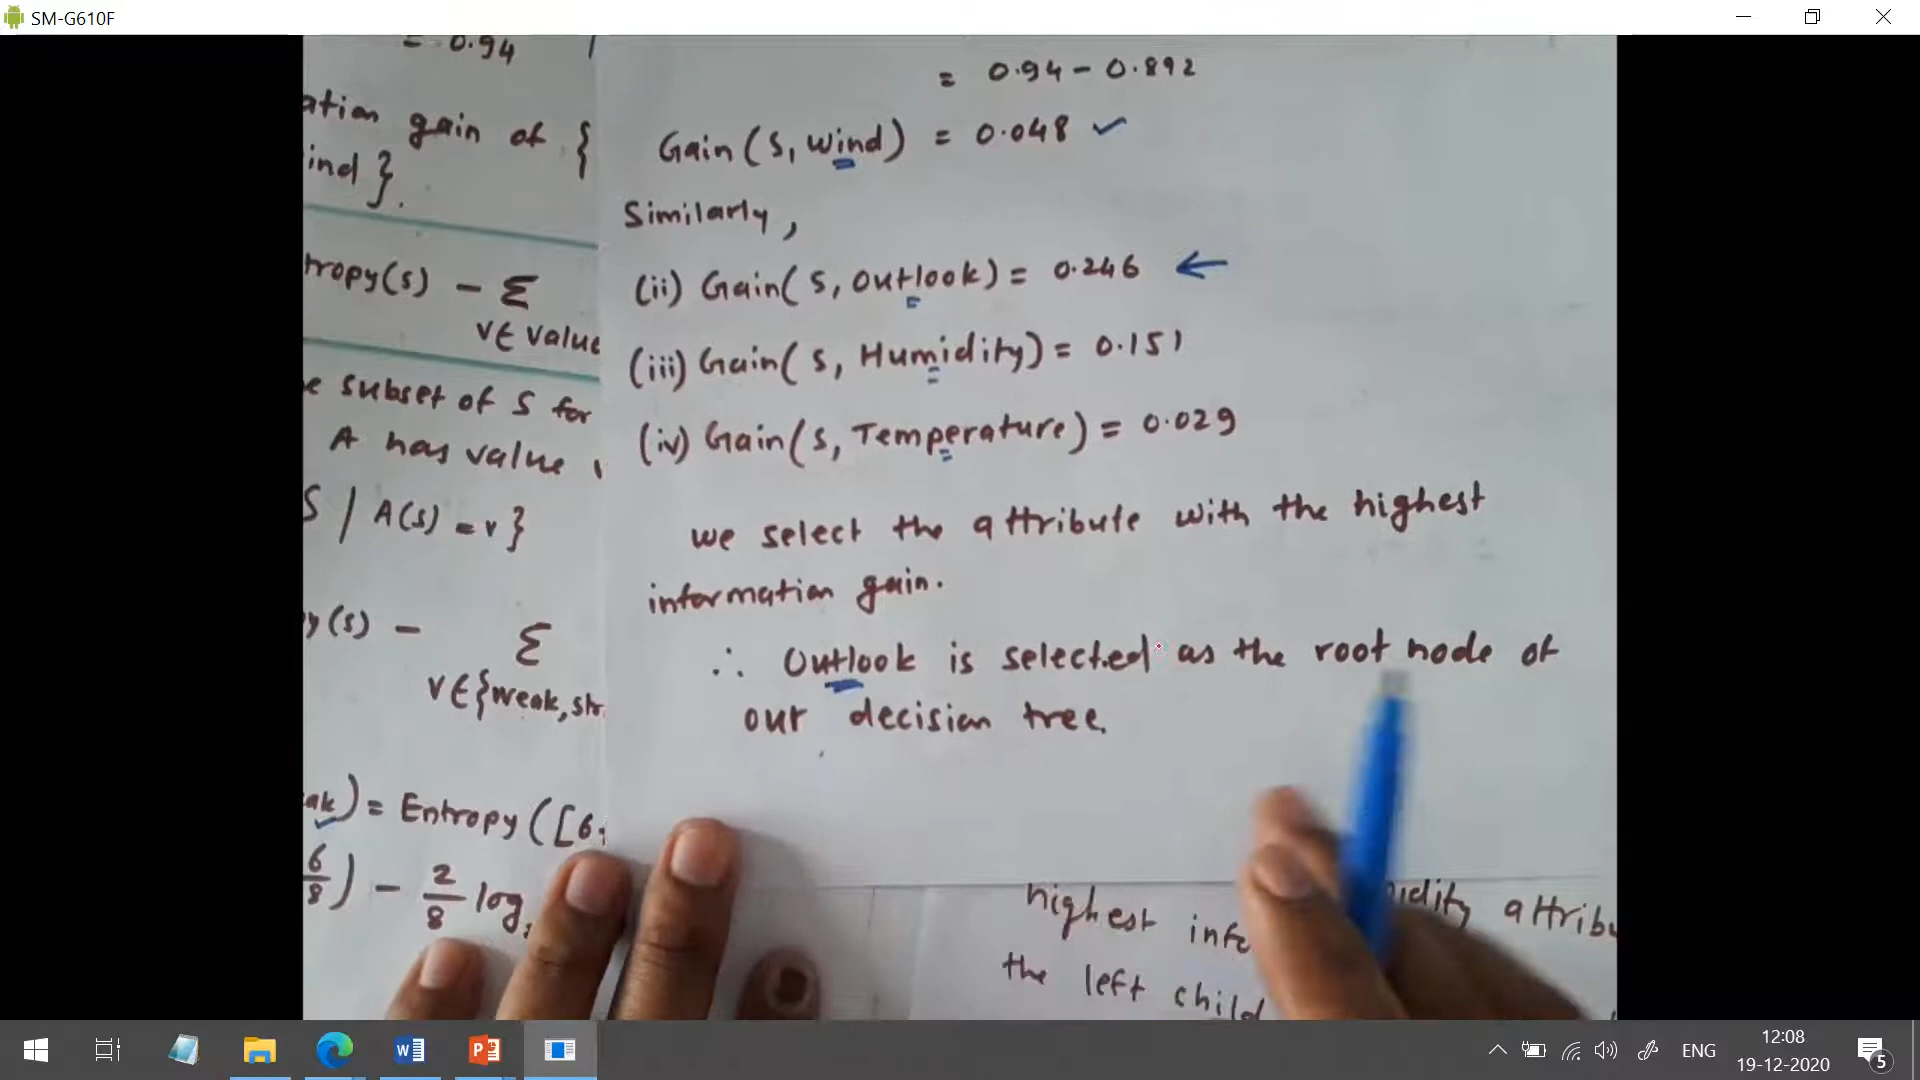 SM-G610F
= 0.94
ation gain of {
ind}.
tropy(S) - Σ
v∈ value
e subset of S for
A has value v
S / A(S) = v}
y(S) - Σ
v∈{weak, str
ak) = Entropy ([6,
6/8) - 2/8 log
= 0.94 - 0.892
Gain(S, Wind) = 0.048 ✓
Similarly,
(ii) Gain(S, Outlook) = 0.246 ←
(iii) Gain(S, Humidity) = 0.151
(iv) Gain(S, Temperature) = 0.029
we select the attribute with the highest
information gain.
∴ Outlook is selected as the root node of
our decision tree.
highest info idity attribu
the left child
ENG
12:08
19-12-2020
5